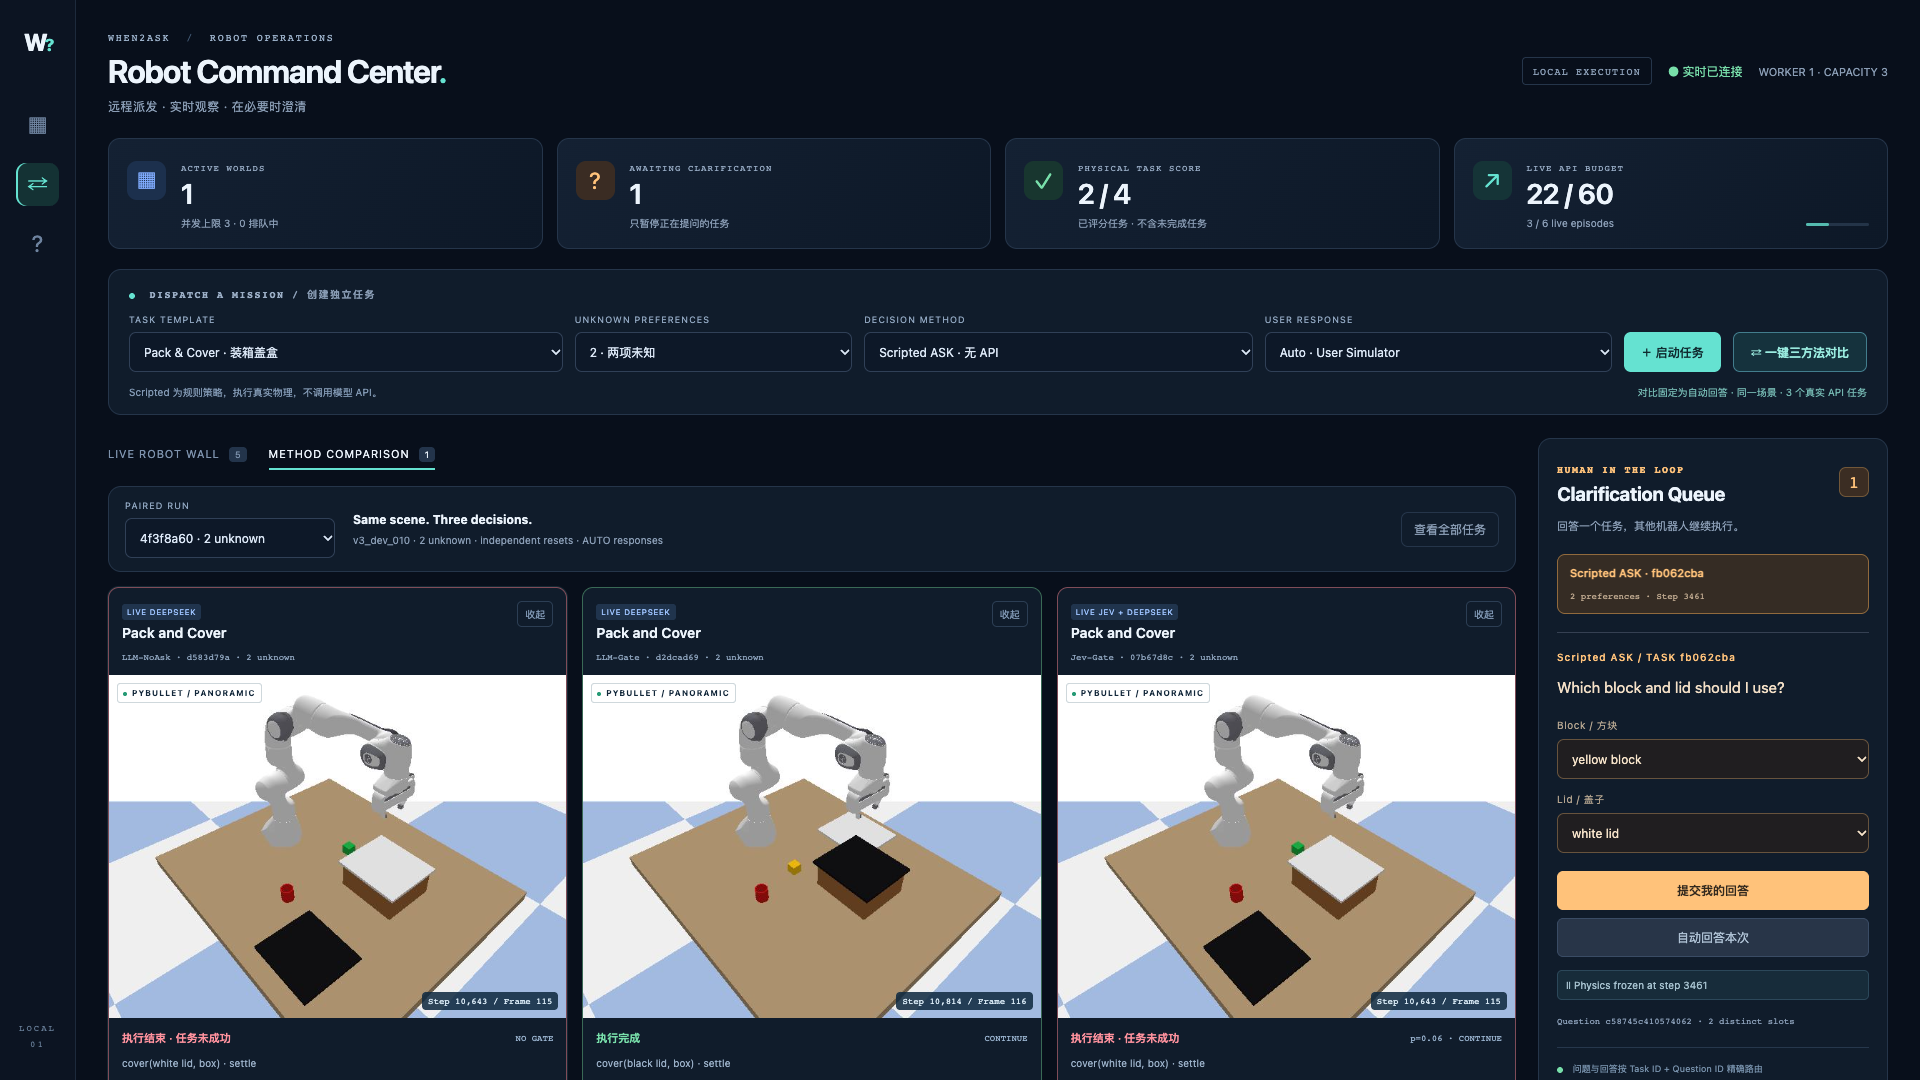 W?
WHEN2ASK / ROBOT OPERATIONS
Robot Command Center.
远程派发 · 实时观察 · 在必要时澄清
LOCAL EXECUTION
实时已连接
WORKER 1 · CAPACITY 3
?
ACTIVE WORLDS
1
并发上限 3 · 0 排队中
?
AWAITING CLARIFICATION
1
只暂停正在提问的任务
PHYSICAL TASK SCORE
2 / 4
已评分任务 · 不含未完成任务
LIVE API BUDGET
22 / 60
3 / 6 live episodes
DISPATCH A MISSION / 创建独立任务
TASK TEMPLATE
Pack & Cover · 装箱盖盒
UNKNOWN PREFERENCES
2 · 两项未知
DECISION METHOD
Scripted ASK · 无 API
USER RESPONSE
Auto · User Simulator
+ 启动任务
⇄ 一键三方法对比
Scripted 为规则策略，执行真实物理，不调用模型 API。
对比固定为自动回答 · 同一场景 · 3 个真实 API 任务
LIVE ROBOT WALL 5
METHOD COMPARISON 1
PAIRED RUN
4f3f8a60 · 2 unknown
Same scene. Three decisions.
v3_dev_010 · 2 unknown · Independent resets · AUTO responses
查看全部任务
LIVE DEEPSEEK
Pack and Cover
LLM-NoAsk · d583d79a · 2 unknown
收起
PYBULLET / PANORAMIC
Step 10,643 / Frame 115
执行结束 · 任务未成功
NO GATE
cover(white lid, box) · settle
LIVE DEEPSEEK
Pack and Cover
LLM-Gate · d2dcad69 · 2 unknown
收起
PYBULLET / PANORAMIC
Step 10,814 / Frame 116
执行完成
CONTINUE
cover(black lid, box) · settle
LIVE JEV + DEEPSEEK
Pack and Cover
Jev-Gate · 07b67d8c · 2 unknown
收起
PYBULLET / PANORAMIC
Step 10,643 / Frame 115
执行结束 · 任务未成功
p=0.06 · CONTINUE
cover(white lid, box) · settle
HUMAN IN THE LOOP
Clarification Queue
1
回答一个任务，其他机器人继续执行。
Scripted ASK · fb062cba
2 preferences · Step 3461
Scripted ASK / TASK fb062cba
Which block and lid should I use?
Block / 方块
yellow block
Lid / 盖子
white lid
提交我的回答
自动回答本次
II Physics frozen at step 3461
Question c58745c410574062 · 2 distinct slots
问题与回答按 Task ID + Question ID 精确路由
LOCAL
01